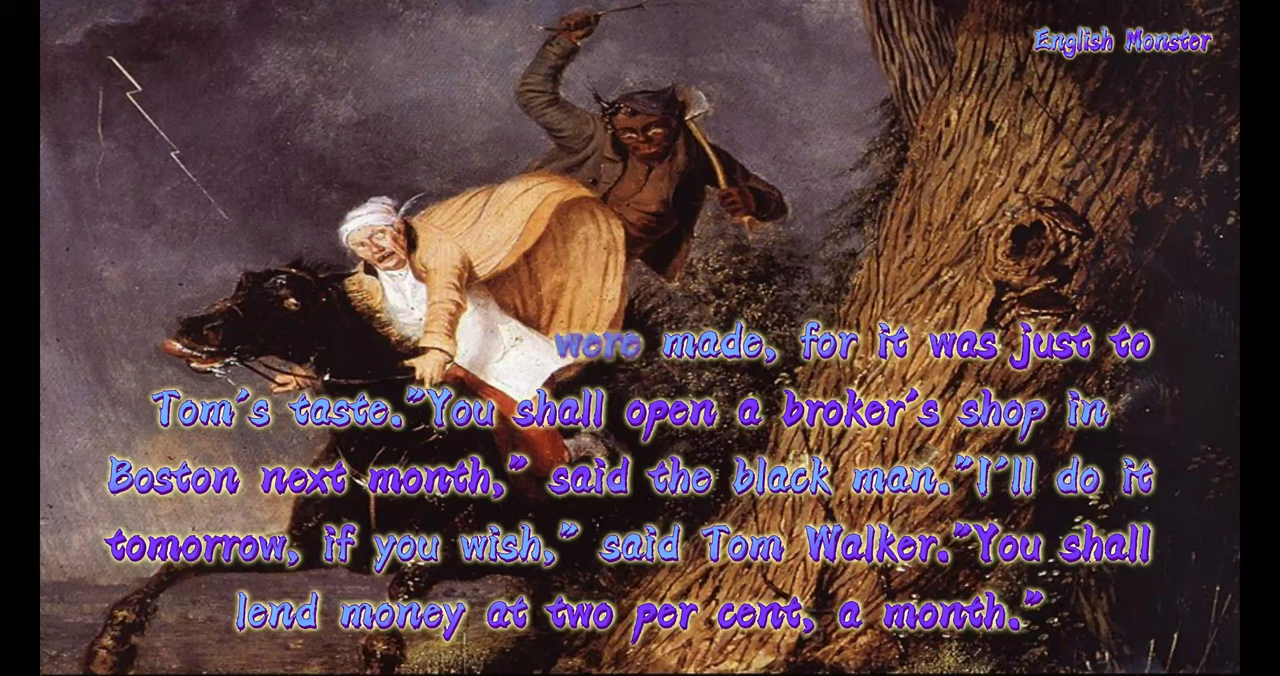 English Monster
were made, for it was just to
Tom's taste."You shall open a broker's shop in
Boston next month," said the black man."I'll do it
tomorrow, if you wish," said Tom Walker."You shall
lend money at two per cent, a month."